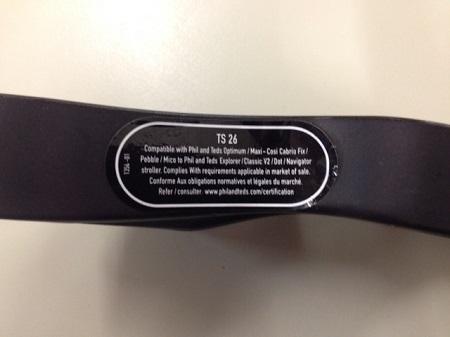 TS 26
Compatible with Phil and Teds Optimum / Maxi - Cosi Cabrio Fix /
Pebble / Mico to Phil and Teds Explorer / Classic V2 / Dot / Navigator
stroller. Complies With requirements applicable in market of sale.
Conforme Aux obligations normatives et légales du marché.
Refer / consulter www.philandteds.com/certification
1354-01